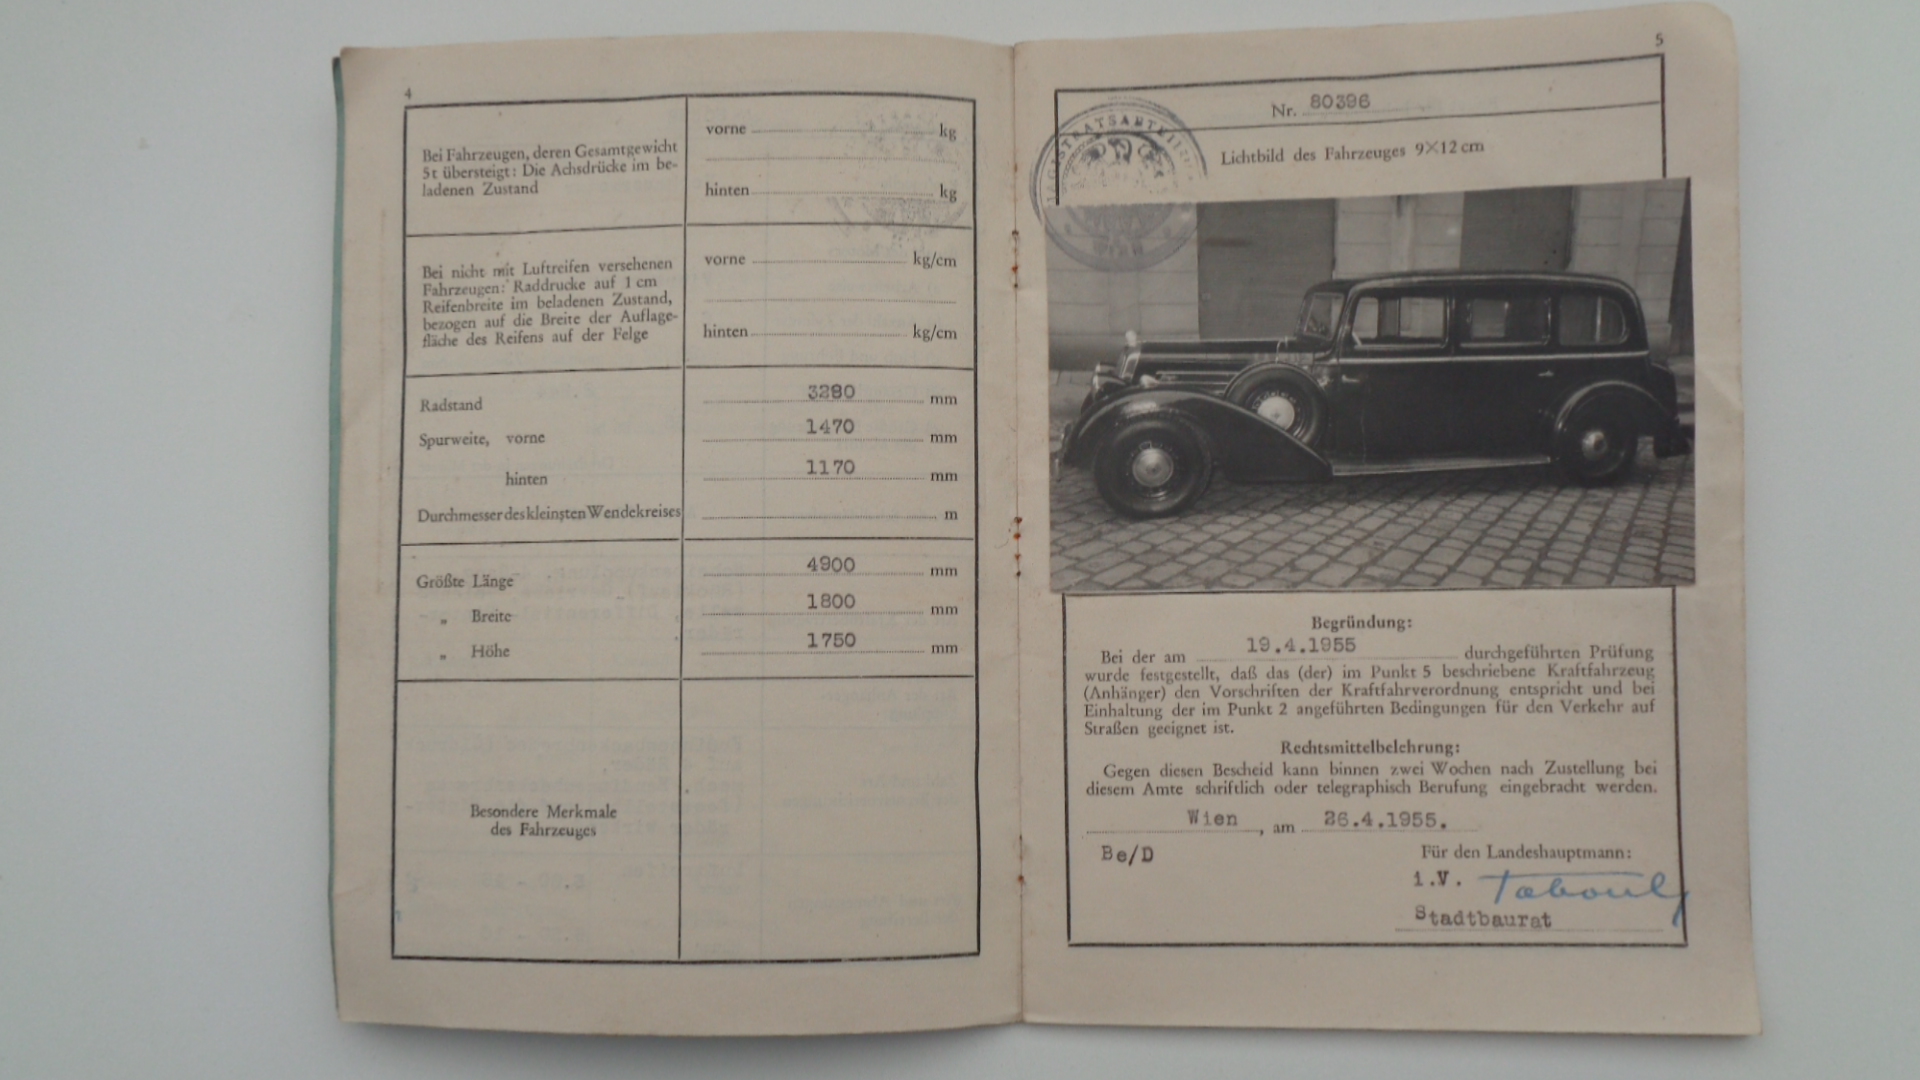 4
Bei Fahrzeugen, deren Gesamtgewicht
5 t übersteigt: Die Achsdrücke im be-
ladenen Zustand
vorne kg
hinten kg
Bei nicht mit Luftreifen versehenen
Fahrzeugen: Raddrucke auf 1 cm
Reifenbreite im beladenen Zustand,
bezogen auf die Breite der Auflage-
fläche des Reifens auf der Felge
vorne kg/cm
hinten kg/cm
Radstand 3280 mm
Spurweite, vorne 1470 mm
hinten 1170 mm
Durchmesser des kleinsten Wendekreises m
Größte Länge 4900 mm
„ Breite 1800 mm
„ Höhe 1750 mm
Besondere Merkmale
des Fahrzeuges
5
Nr. 80396
Lichtbild des Fahrzeuges 9×12 cm
MAGISTRATSABTEILUNG
WIEN
Begründung:
Bei der am 19.4.1955 durchgeführten Prüfung
wurde festgestellt, daß das (der) im Punkt 5 beschriebene Kraftfahrzeug
(Anhänger) den Vorschriften der Kraftfahrverordnung entspricht und bei
Einhaltung der im Punkt 2 angeführten Bedingungen für den Verkehr auf
Straßen geeignet ist.
Rechtsmittelbelehrung:
Gegen diesen Bescheid kann binnen zwei Wochen nach Zustellung bei
diesem Amte schriftlich oder telegraphisch Berufung eingebracht werden.
Wien, am 26.4.1955.
Be/D
Für den Landeshauptmann:
i.V.
Stadtbaurat